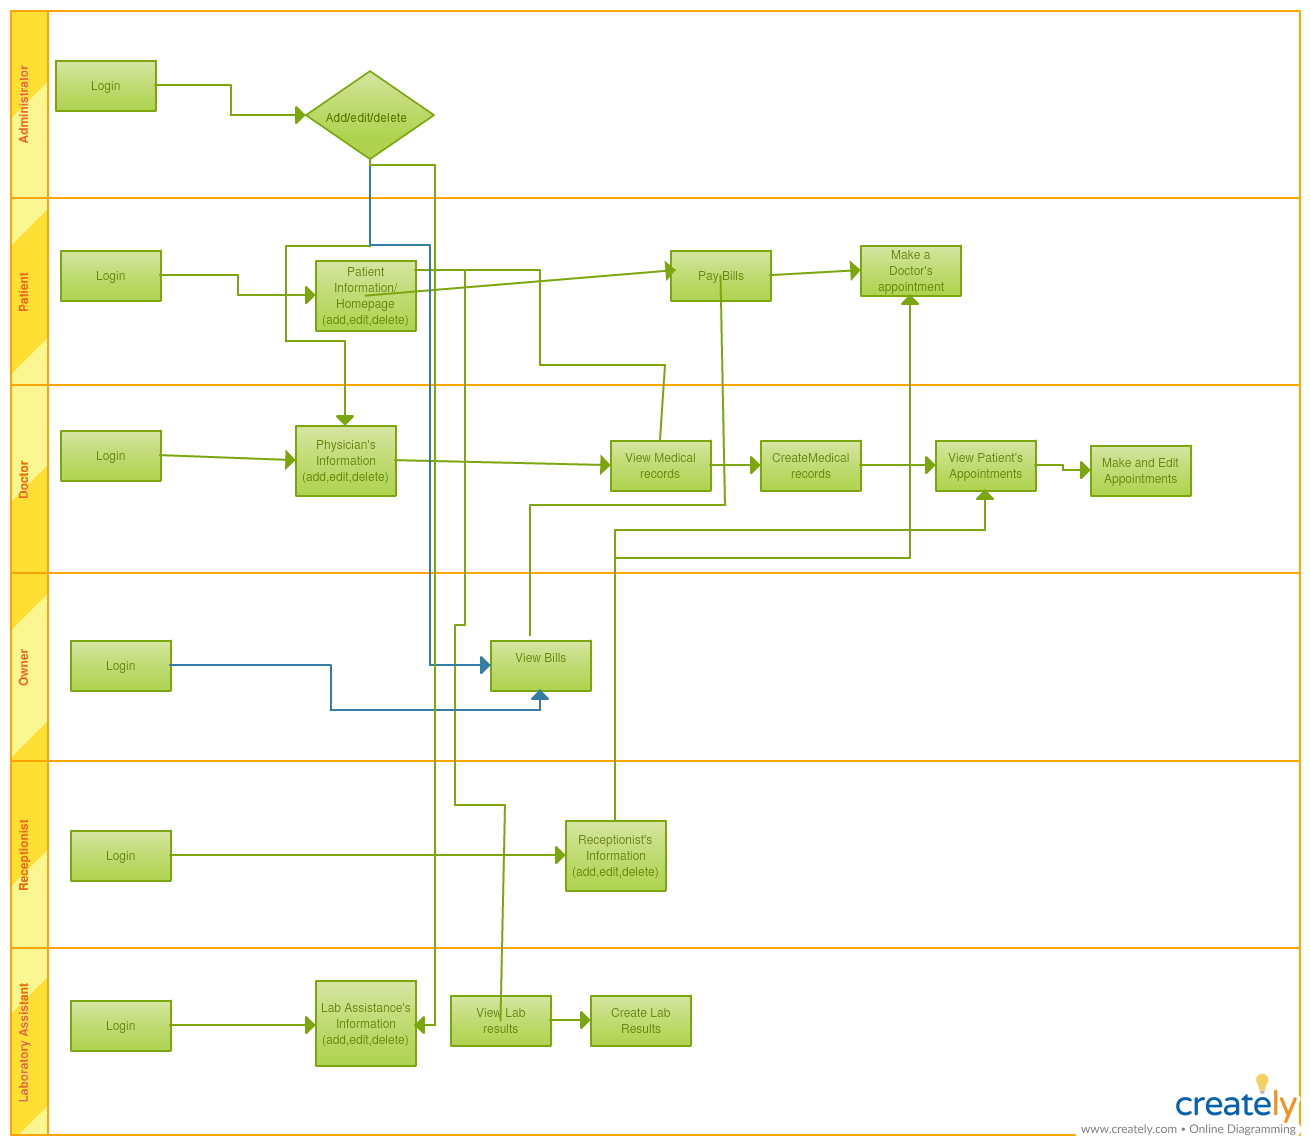 Administrator
Login
Add/edit/delete
Patient
Login
Patient
Information/
Homepage
(add,edit,delete)
Pay Bills
Make a
Doctor's
appointment
Doctor
Login
Physician's
Information
(add,edit,delete)
View Medical
records
CreateMedical
records
View Patient's
Appointments
Make and Edit
Appointments
Owner
Login
View Bills
Receptionist
Login
Receptionist's
Information
(add,edit,delete)
Laboratory Assistant
Login
Lab Assistance's
Information
(add,edit,delete)
View Lab
results
Create Lab
Results
creately
www.creately.com • Online Diagramming